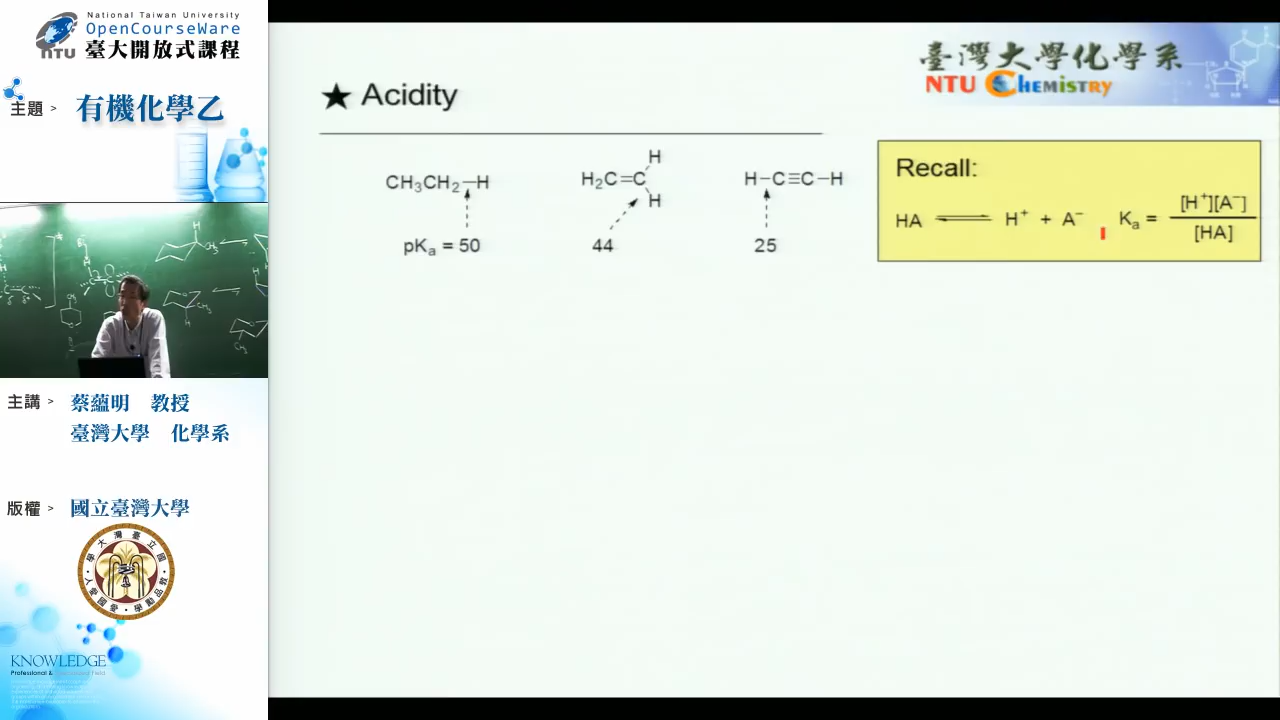 National Taiwan University
OpenCourseWare
NTU 臺大開放式課程
主題 > 有機化學乙
主講 > 蔡蘊明 教授
臺灣大學 化學系
版權 > 國立臺灣大學
KNOWLEDGE
臺灣大學化學系
NTU Chemistry
★ Acidity
CH₃CH₂—H
H₂C=C
H
H
H—C≡C—H
pKₐ = 50
44
25
Recall:
HA ⇌ H⁺ + A⁻
Kₐ = [H⁺][A⁻] / [HA]